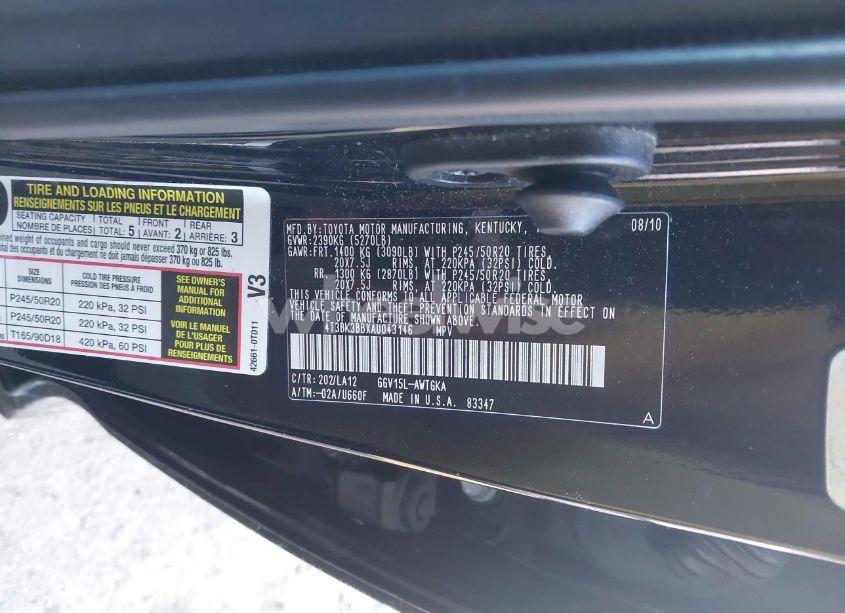 TIRE AND LOADING INFORMATION
RENSEIGNEMENTS SUR LES PNEUS ET LE CHARGEMENT
SEATING CAPACITY TOTAL 5 FRONT 2 REAR 3
NOMBRE DE PLACES TOTAL: 5 AVANT: 2 ARRIÈRE: 3
ined weight of occupants and cargo should never exceed 370 kg or 825 lbs.
total des occupants et du chargement ne doit jamais dépasser 370 kg ou 825 lb.
SIZE
DIMENSIONS
COLD TIRE PRESSURE
PRESSION DES PNEUS À FROID
P245/50R20 220 kPa, 32 PSI
P245/50R20 220 kPa, 32 PSI
T165/90D18 420 kPa, 60 PSI
SEE OWNER'S
MANUAL FOR
ADDITIONAL
INFORMATION
VOIR LE MANUEL
DE L'USAGER
POUR PLUS DE
RENSEIGNEMENTS
V3
42661-0T011
MFD.BY:TOYOTA MOTOR MANUFACTURING, KENTUCKY, 08/10
GVWR:2390KG (5270LB)
GAWR:FRT.1400 KG (3090LB) WITH P245/50R20 TIRES,
20X7.5J RIMS, AT 220KPA (32PSI) COLD.
RR. 1300 KG (2870LB) WITH P245/50R20 TIRES,
20X7.5J RIMS, AT 220KPA (32PSI) COLD.
THIS VEHICLE CONFORMS TO ALL APPLICABLE FEDERAL MOTOR
VEHICLE SAFETY AND THEFT PREVENTION STANDARDS IN EFFECT ON
THE DATE OF MANUFACTURE SHOWN ABOVE.
4T3BK3BBXAU043146 MPV
C/TR:202/LA12 GGV15L-AWTGKA
A/TM:-02A/U660F MADE IN U.S.A. 83347
A